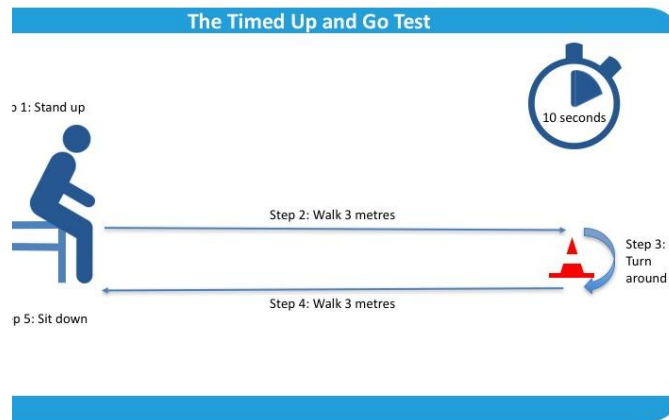 The Timed Up and Go Test
10 seconds
p 1: Stand up
Step 2: Walk 3 metres
Step 3:
Turn
around
Step 4: Walk 3 metres
p 5: Sit down